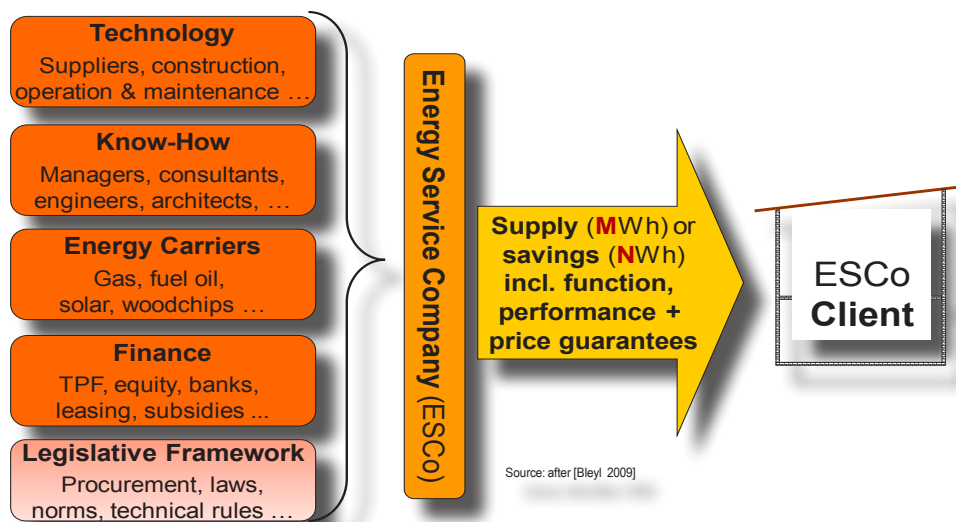 Technology
Suppliers, construction,
operation & maintenance …
Know-How
Managers, consultants,
engineers, architects, …
Energy Carriers
Gas, fuel oil,
solar, woodchips …
Finance
TPF, equity, banks,
leasing, subsidies ...
Legislative Framework
Procurement, laws,
norms, technical rules …
Energy Service Company (ESCo)
Supply (MWh) or
savings (NWh)
incl. function,
performance +
price guarantees
ESCo
Client
Source: after [Bleyl 2009]